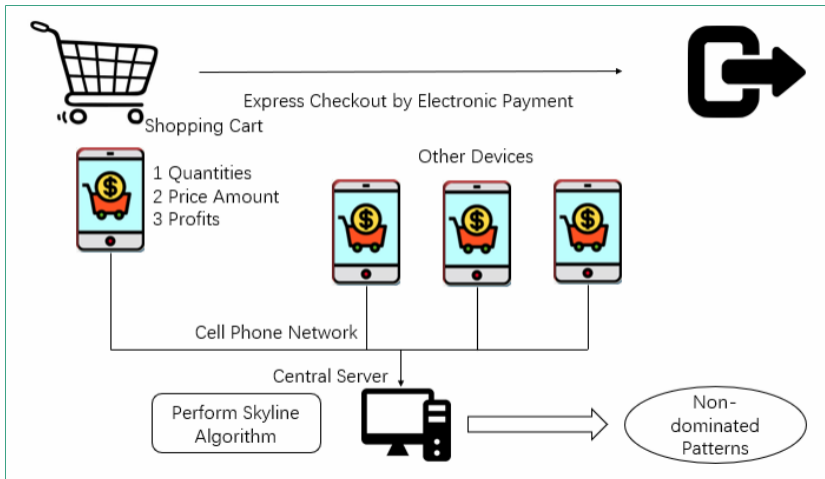 Express Checkout by Electronic Payment
Shopping Cart
1 Quantities
2 Price Amount
3 Profits
Other Devices
$
$
$
$
Cell Phone Network
Central Server
Perform Skyline
Algorithm
Non-
dominated
Patterns